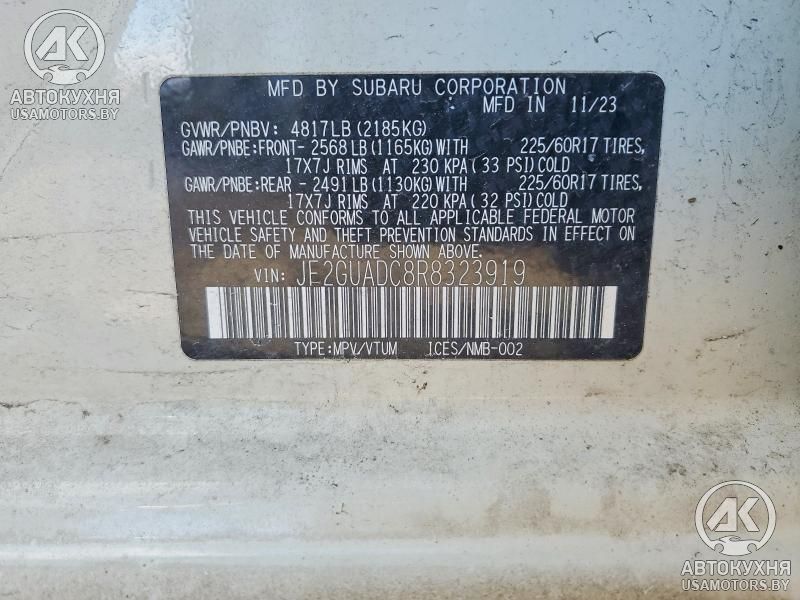 AK
АВТОКУХНЯ
USAMOTORS.BY
MFD BY SUBARU CORPORATION
MFD IN 11/23
GVWR/PNBV: 4817LB (2185KG)
GAWR/PNBE:FRONT- 2568 LB (1165KG) WITH 225/60R17 TIRES,
17X7J RIMS AT 230 KPA (33 PSI) COLD
GAWR/PNBE:REAR - 2491 LB (1130KG) WITH 225/60R17 TIRES,
17X7J RIMS AT 220 KPA (32 PSI) COLD
THIS VEHICLE CONFORMS TO ALL APPLICABLE FEDERAL MOTOR
VEHICLE SAFETY AND THEFT PREVENTION STANDARDS IN EFFECT
ON THE DATE OF MANUFACTURE SHOWN ABOVE.
VIN: JF2GUADC8R8323919
TYPE:MPV/VTUM ICES/NMB-002
AK
АВТОКУХНЯ
USAMOTORS.BY